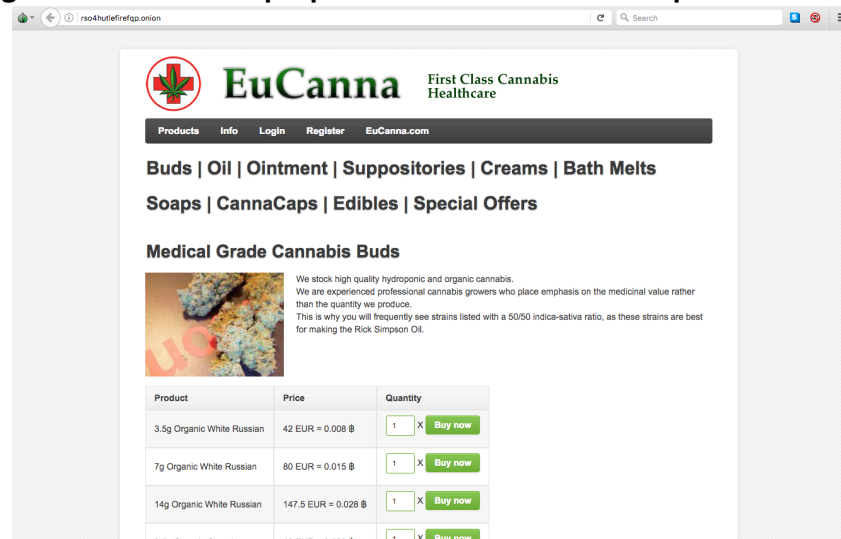 rso4hutlefirefqp.onion
Search
EuCanna
First Class Cannabis
Healthcare
Products Info Login Register EuCanna.com
Buds | Oil | Ointment | Suppositories | Creams | Bath Melts
Soaps | CannaCaps | Edibles | Special Offers
Medical Grade Cannabis Buds
We stock high quality hydroponic and organic cannabis.
We are experienced professional cannabis growers who place emphasis on the medicinal value rather
than the quantity we produce.
This is why you will frequently see strains listed with a 50/50 indica-sativa ratio, as these strains are best
for making the Rick Simpson Oil.
Product Price Quantity
3.5g Organic White Russian 42 EUR = 0.008 ฿ 1 X Buy now
7g Organic White Russian 80 EUR = 0.015 ฿ 1 X Buy now
14g Organic White Russian 147.5 EUR = 0.028 ฿ 1 X Buy now
1 X Buy now